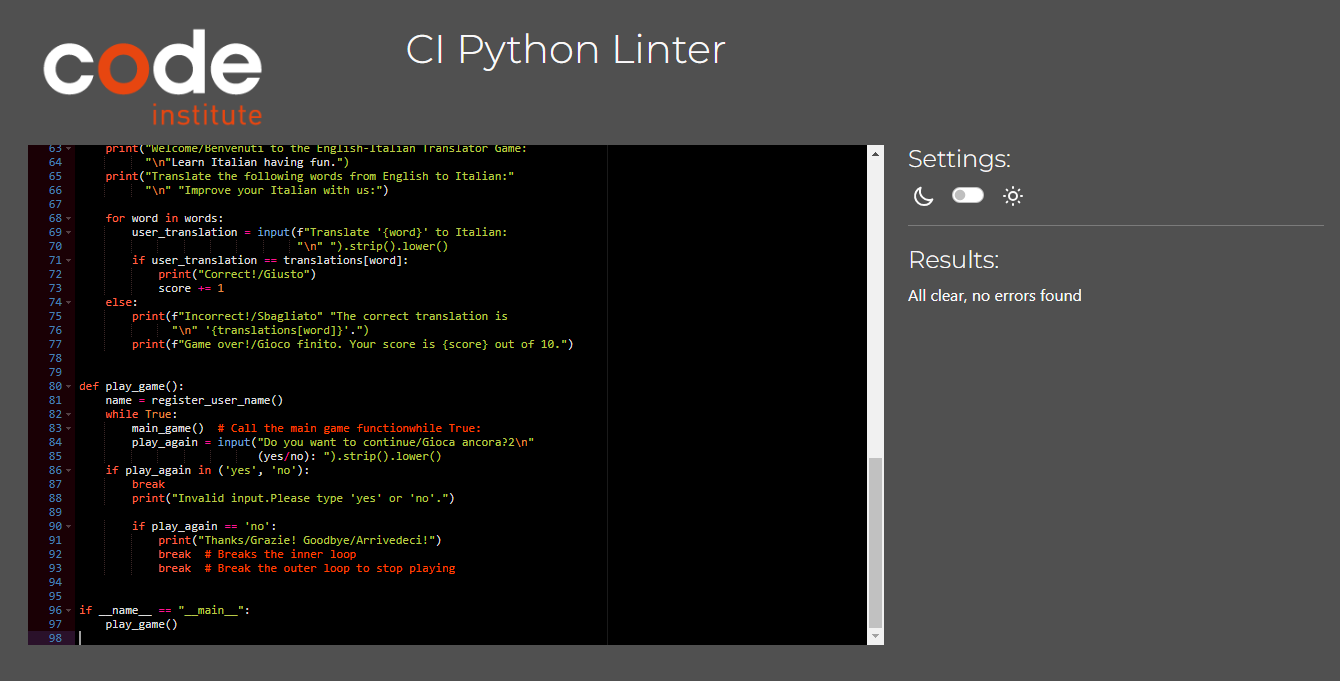 code
institute
CI Python Linter
63 print("Welcome/Benvenuti to the English-Italian Translator Game:
64 "\n"Learn Italian having fun.")
65 print("Translate the following words from English to Italian:"
66 "\n" "Improve your Italian with us:")
67
68 for word in words:
69 user_translation = input(f"Translate '{word}' to Italian:
70 "\n" ").strip().lower()
71 if user_translation == translations[word]:
72 print("Correct!/Giusto")
73 score += 1
74 else:
75 print(f"Incorrect!/Sbagliato" "The correct translation is
76 "\n" '{translations[word]}'.")
77 print(f"Game over!/Gioco finito. Your score is {score} out of 10.")
78
79
80 def play_game():
81 name = register_user_name()
82 while True:
83 main_game()  # Call the main game functionwhile True:
84 play_again = input("Do you want to continue/Gioca ancora?2\n"
85 (yes/no): ").strip().lower()
86 if play_again in ('yes', 'no'):
87 break
88 print("Invalid input.Please type 'yes' or 'no'.")
89
90 if play_again == 'no':
91 print("Thanks/Grazie! Goodbye/Arrivedeci!")
92 break  # Breaks the inner loop
93 break  # Break the outer loop to stop playing
94
95
96 if __name__ == "__main__":
97 play_game()
98
Settings:
Results:
All clear, no errors found